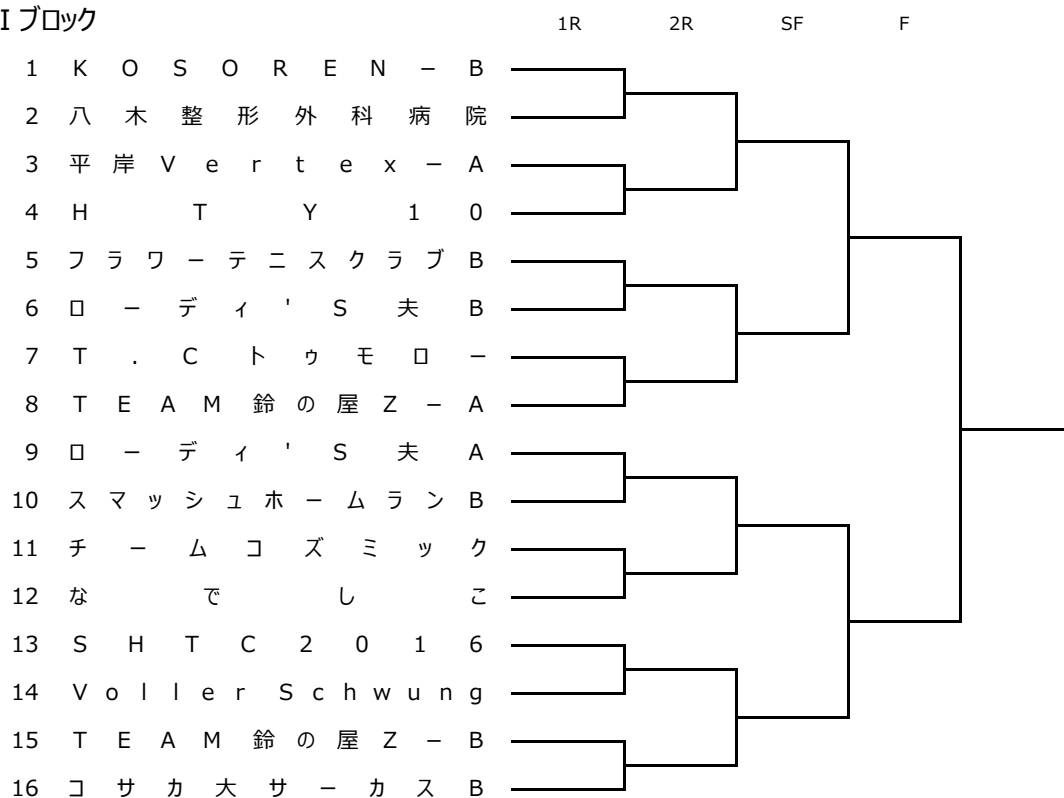 I ブロック
1R 2R SF F
1 KOSOREN-B
2 八木整形外科病院
3 平岸Vertex-A
4 HTY10
5 フラワーテニスクラブB
6 ローディ'S夫B
7 T.Cトゥモロー
8 TEAM鈴の屋Z-A
9 ローディ'S夫A
10 スマッシュホームランB
11 チームコズミック
12 なでしこ
13 SHTC2016
14 Voller Schwung
15 TEAM鈴の屋Z-B
16 コサカ大サーカスB